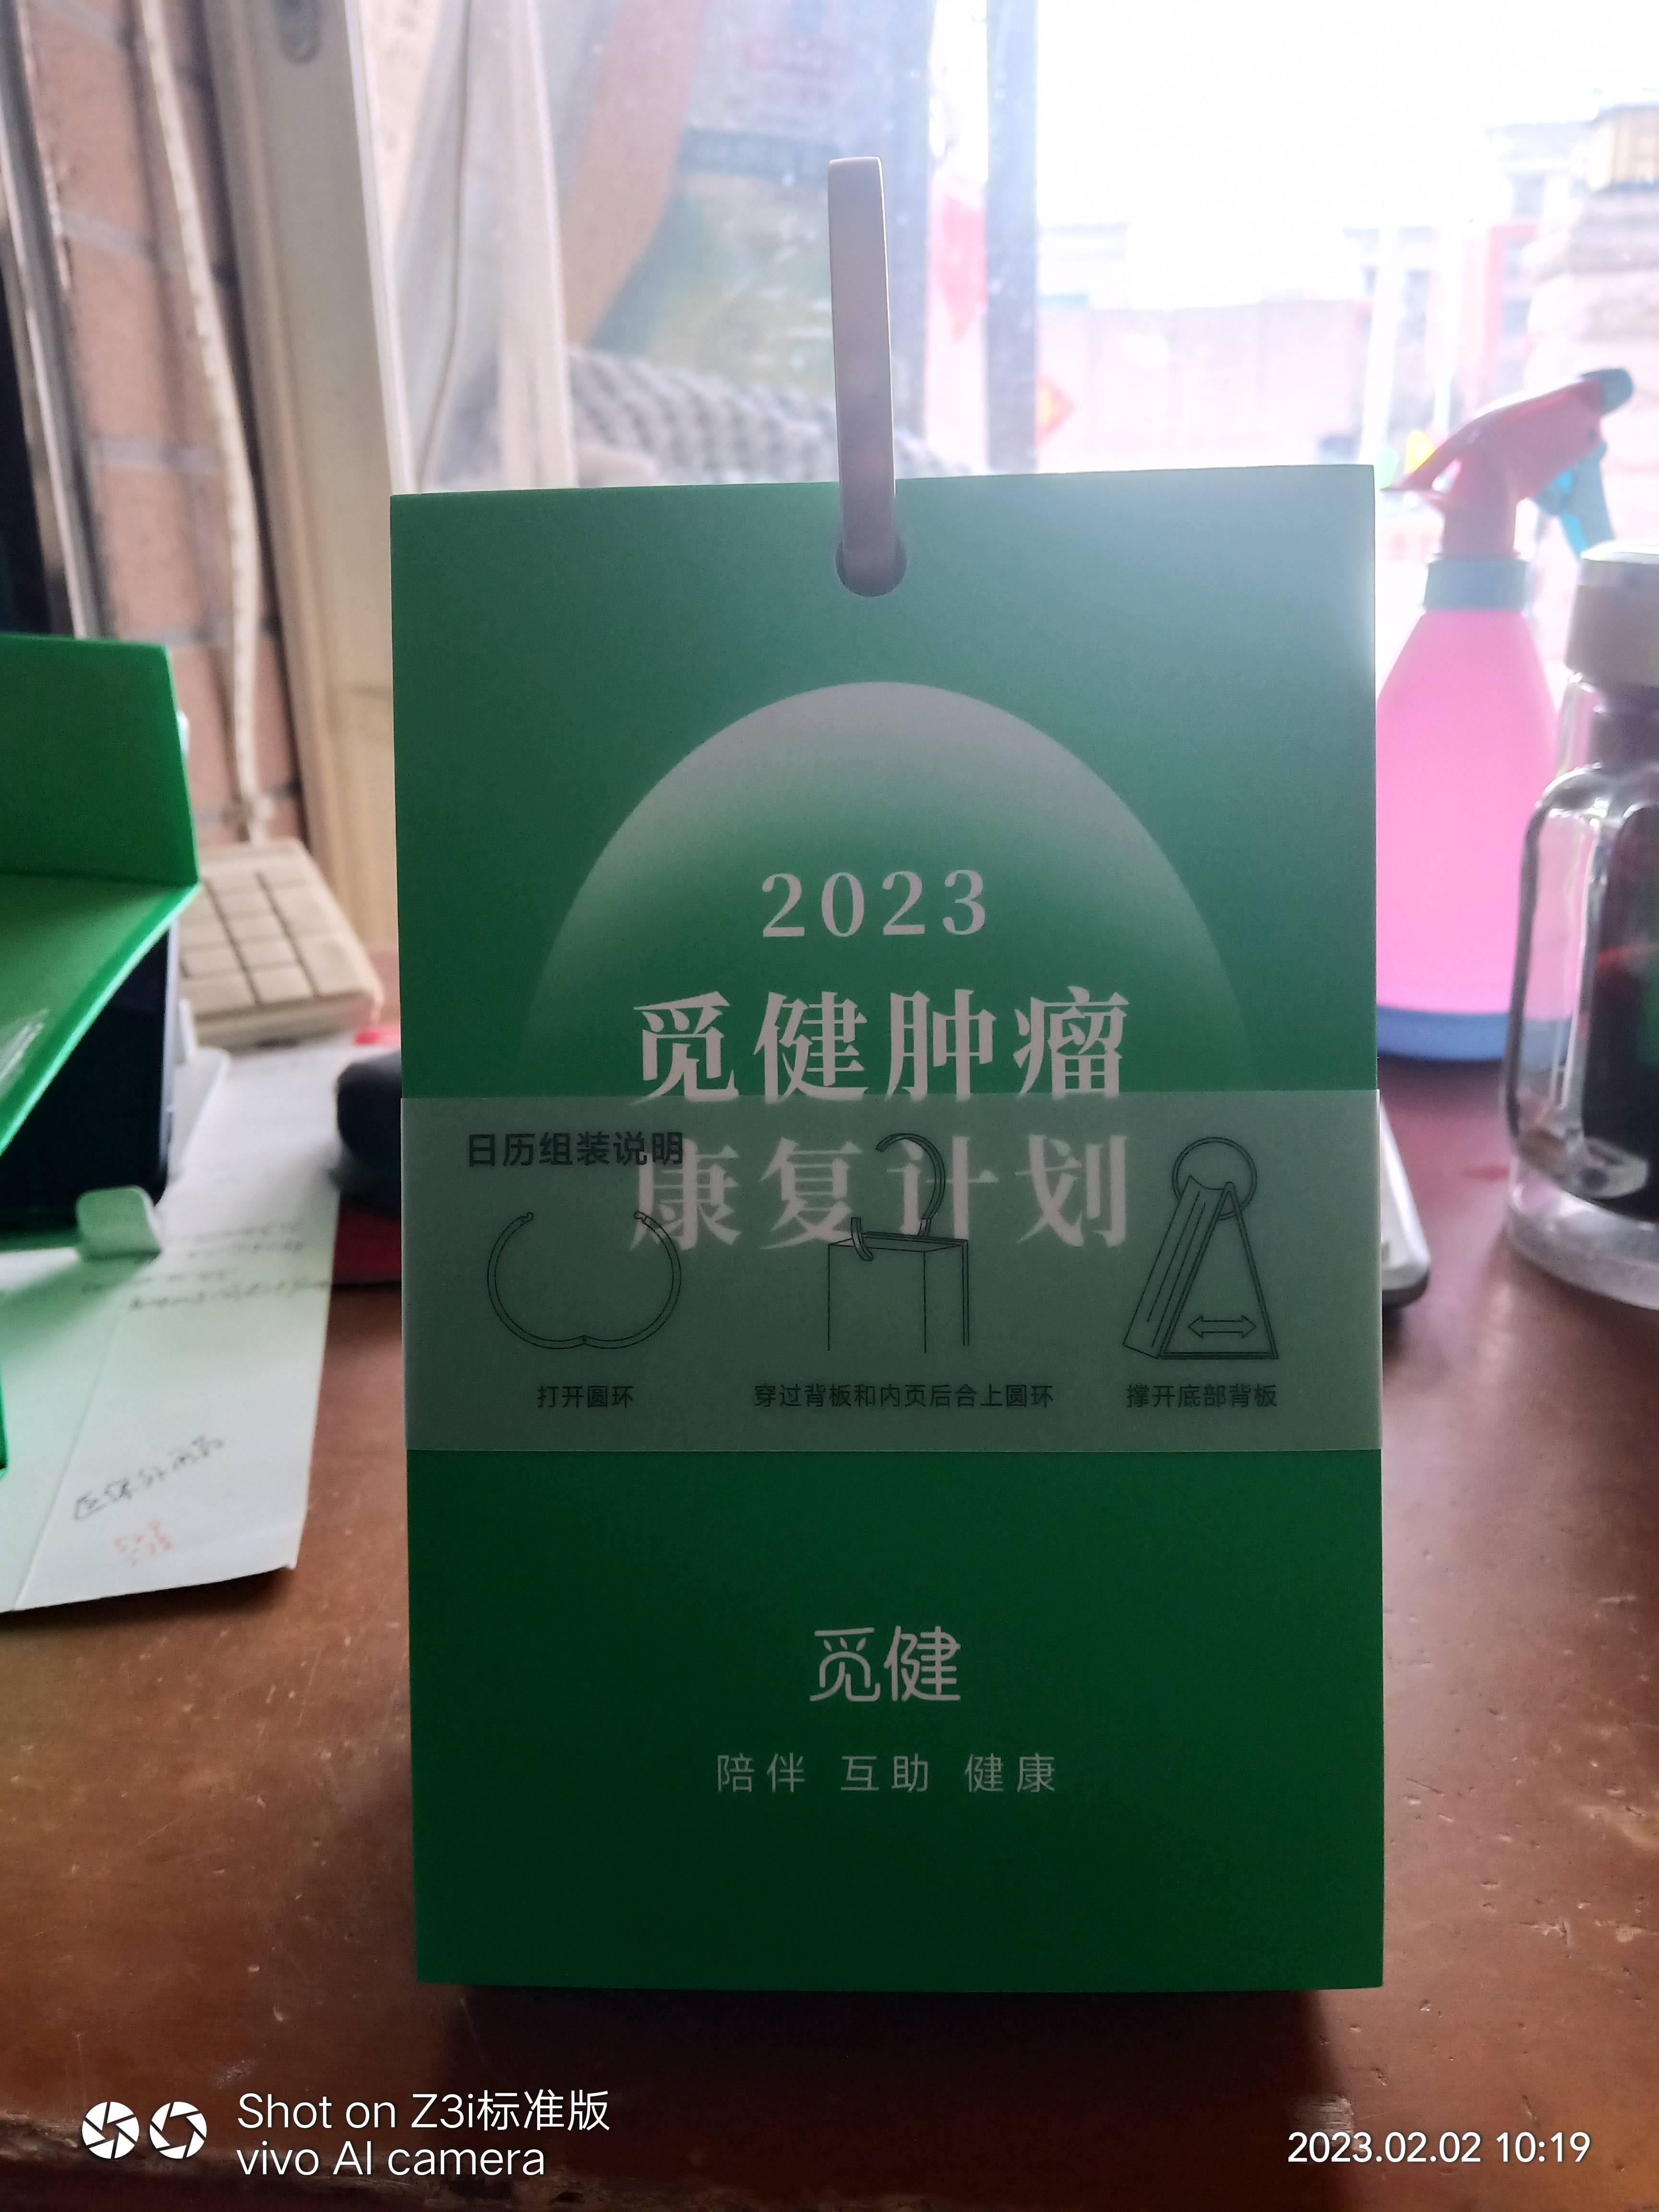 2023
觅健肿瘤
康复计划
日历组装说明
打开圆环
穿过背板和内页后合上圆环
撑开底部背板
觅健
陪伴 互助 健康
Shot on Z3i标准版
vivo AI camera
2023.02.02 10:19